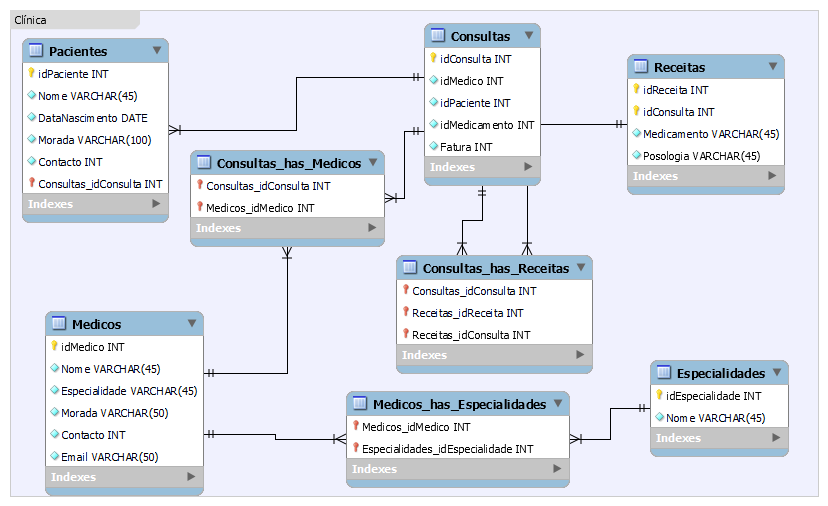 Clínica
Pacientes
idPaciente INT
Nome VARCHAR(45)
DataNascimento DATE
Morada VARCHAR(100)
Contacto INT
Consultas_idConsulta INT
Indexes
Consultas
idConsulta INT
idMedico INT
idPaciente INT
idMedicamento INT
Fatura INT
Indexes
Receitas
idReceita INT
idConsulta INT
Medicamento VARCHAR(45)
Posologia VARCHAR(45)
Indexes
Consultas_has_Medicos
Consultas_idConsulta INT
Medicos_idMedico INT
Indexes
Consultas_has_Receitas
Consultas_idConsulta INT
Receitas_idReceita INT
Receitas_idConsulta INT
Indexes
Medicos
idMedico INT
Nome VARCHAR(45)
Especialidade VARCHAR(45)
Morada VARCHAR(50)
Contacto INT
Email VARCHAR(50)
Indexes
Medicos_has_Especialidades
Medicos_idMedico INT
Especialidades_idEspecialidade INT
Indexes
Especialidades
idEspecialidade INT
Nome VARCHAR(45)
Indexes